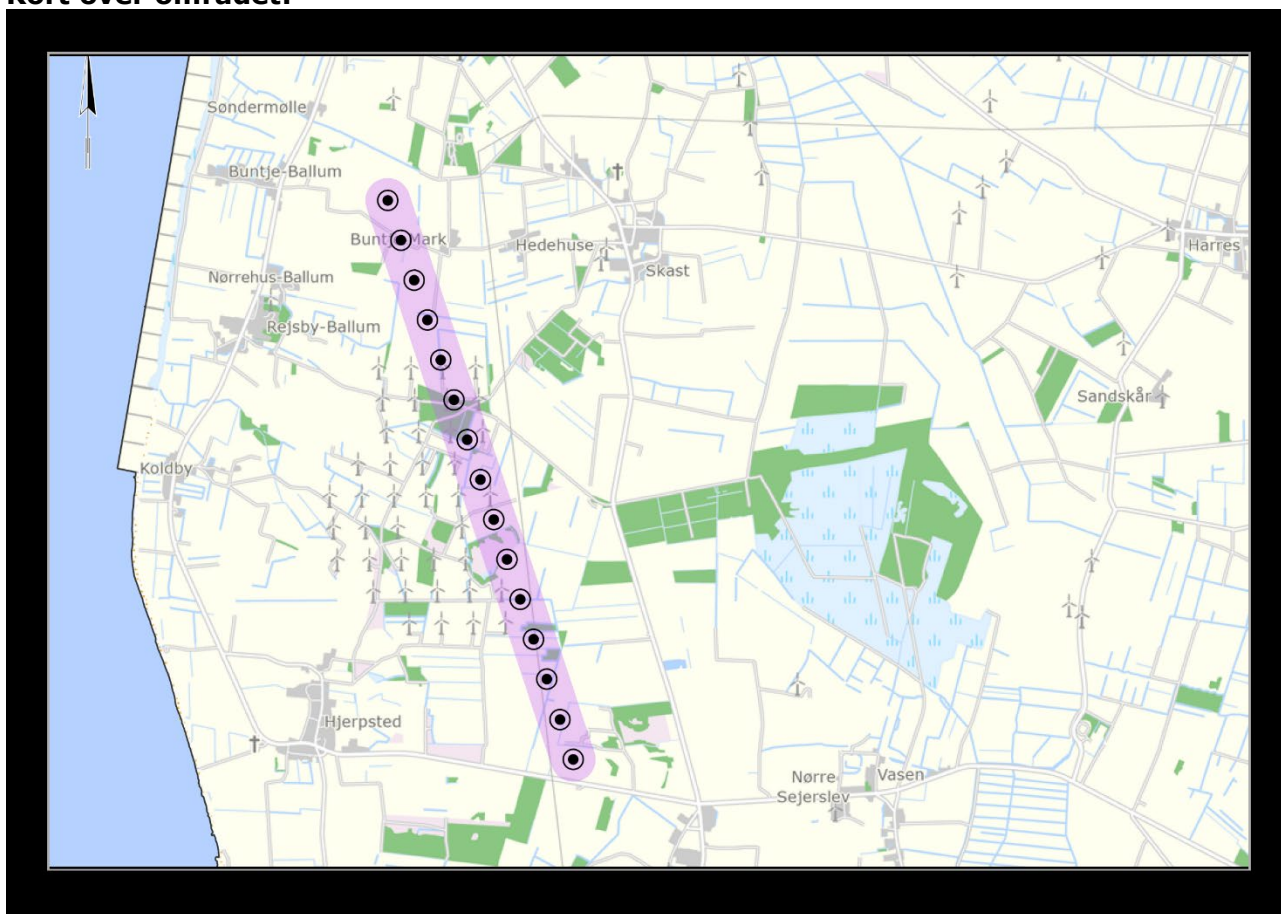 Kort over området:
Søndermølle
Buntje-Ballum
Buntje Mark
Hedehuse
Skast
Harres
Nørrehus-Ballum
Rejsby-Ballum
Sandskår
Koldby
Hjerpsted
Nørre
Sejerslev
Vasen